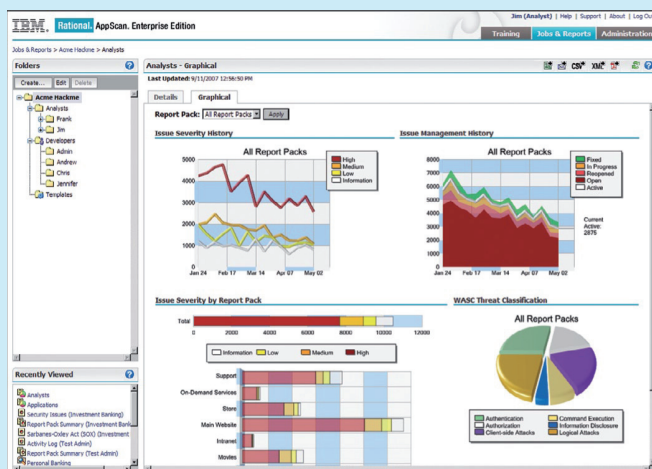 IBM. Rational. AppScan. Enterprise Edition
Jim (Analyst) | Help | Support | About | Log Out
Training Jobs & Reports Administration
Jobs & Reports > Acme Hackme > Analysts
Folders
Create... Edit Delete
Acme Hackme
Analysts
Frank
Jim
Developers
Admin
Andrew
Chris
Jennifer
Templates
Recently Viewed
Analysts
Applications
Security Issues (Investment Banking)
Report Pack Summary (Investment Bank
Sarbanes-Oxley Act (SOX) (Investment
Activity Log (Test Admin)
Report Pack Summary (Test Admin)
Personal Banking
Analysts - Graphical
CSV XML
Last Updated: 9/11/2007 12:56:50 PM
Details Graphical
Report Pack: All Report Packs Apply
Issue Severity History
All Report Packs
High
Medium
Low
Information
5000
4000
3000
2000
1000
0
Jan 24 Feb 17 Mar 14 Apr 07 May 02
Issue Management History
All Report Packs
Fixed
In Progress
Reopened
Open
Active
8000
7000
6000
5000
4000
3000
2000
1000
0
Jan 24 Feb 17 Mar 14 Apr 07 May 02
Current
Active:
2875
Issue Severity by Report Pack
Total
0 2000 4000 6000 8000 10000 12000
Information Low Medium High
Support
On-Demand Services
Store
Main Website
Intranet
Movies
WASC Threat Classification
All Report Packs
Authentication
Authorization
Client-side Attacks
Command Execution
Information Disclosure
Logical Attacks